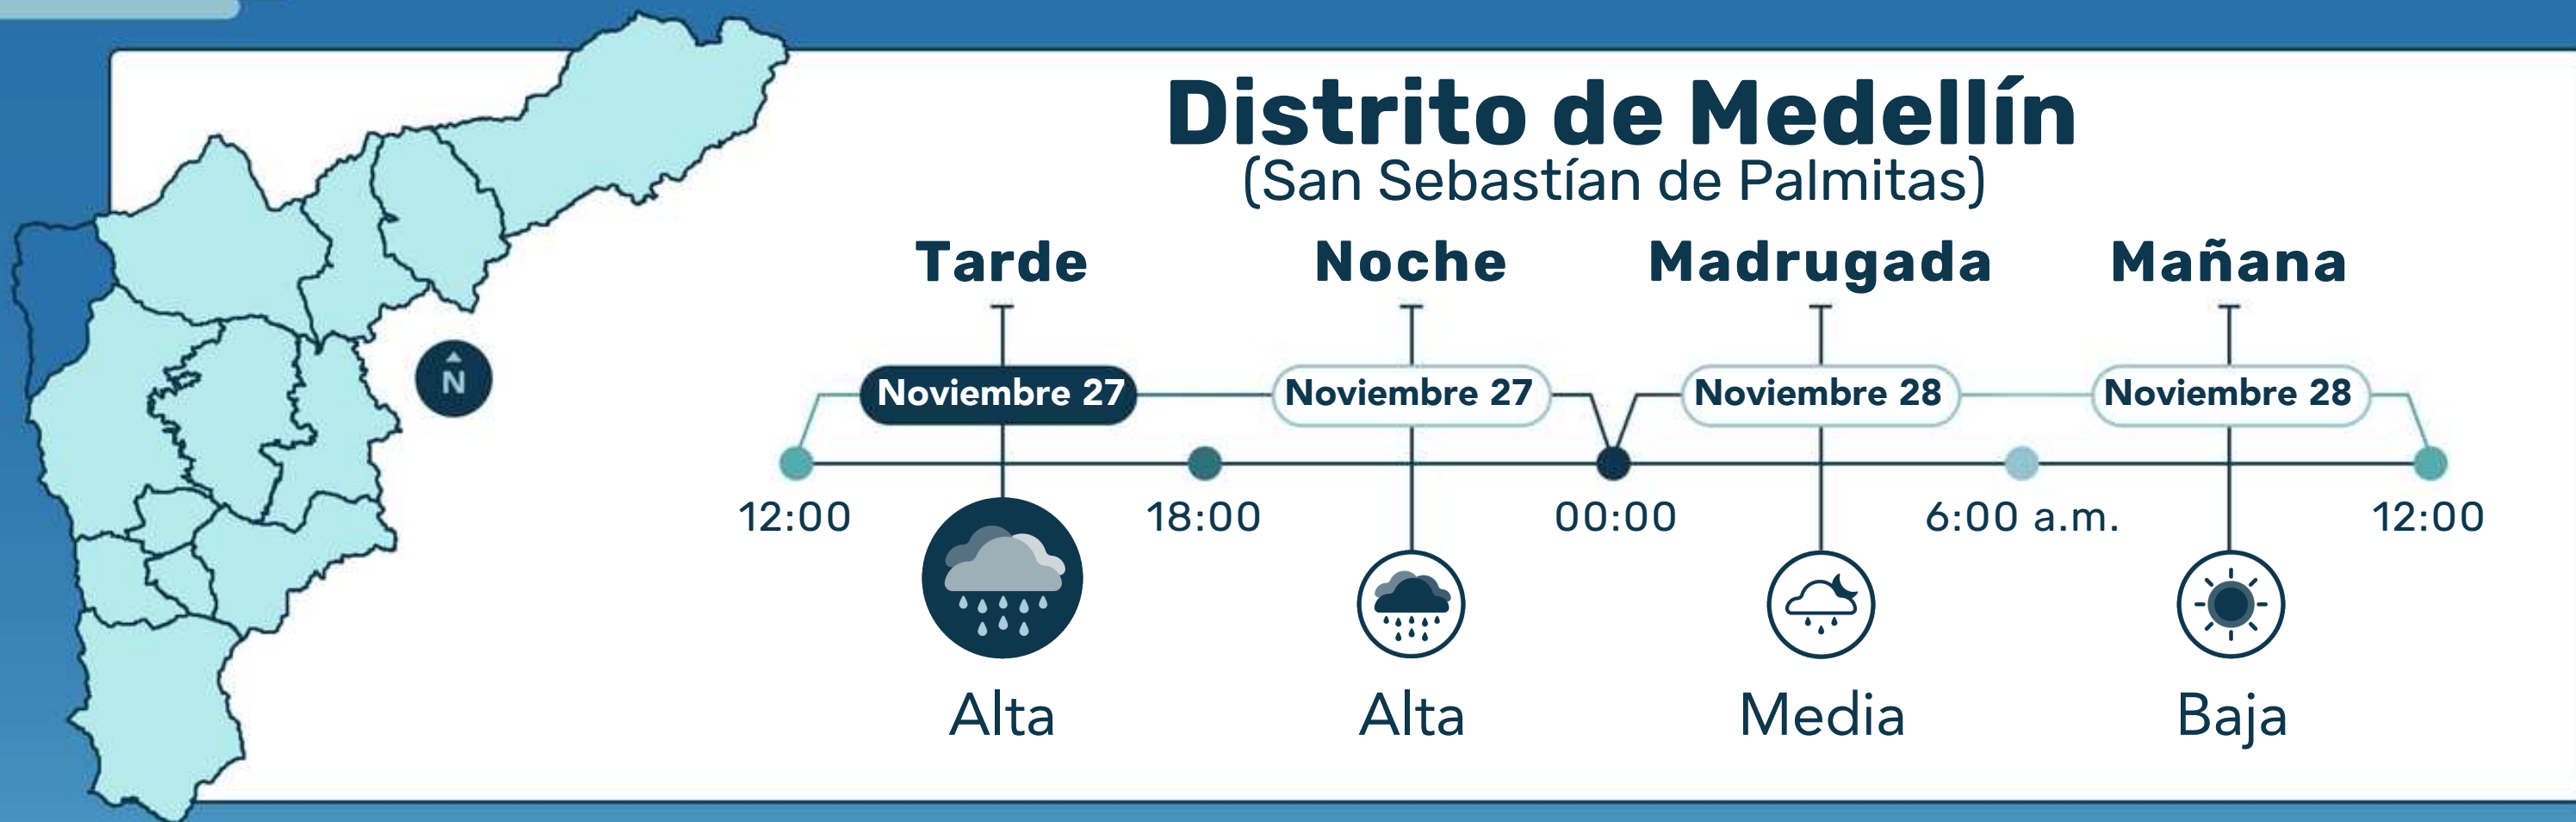 Distrito de Medellín
(San Sebastían de Palmitas)
Tarde Noche Madrugada Mañana
Noviembre 27 Noviembre 27 Noviembre 28 Noviembre 28
N
12:00 18:00 00:00 6:00 a.m. 12:00
Alta Alta Media Baja